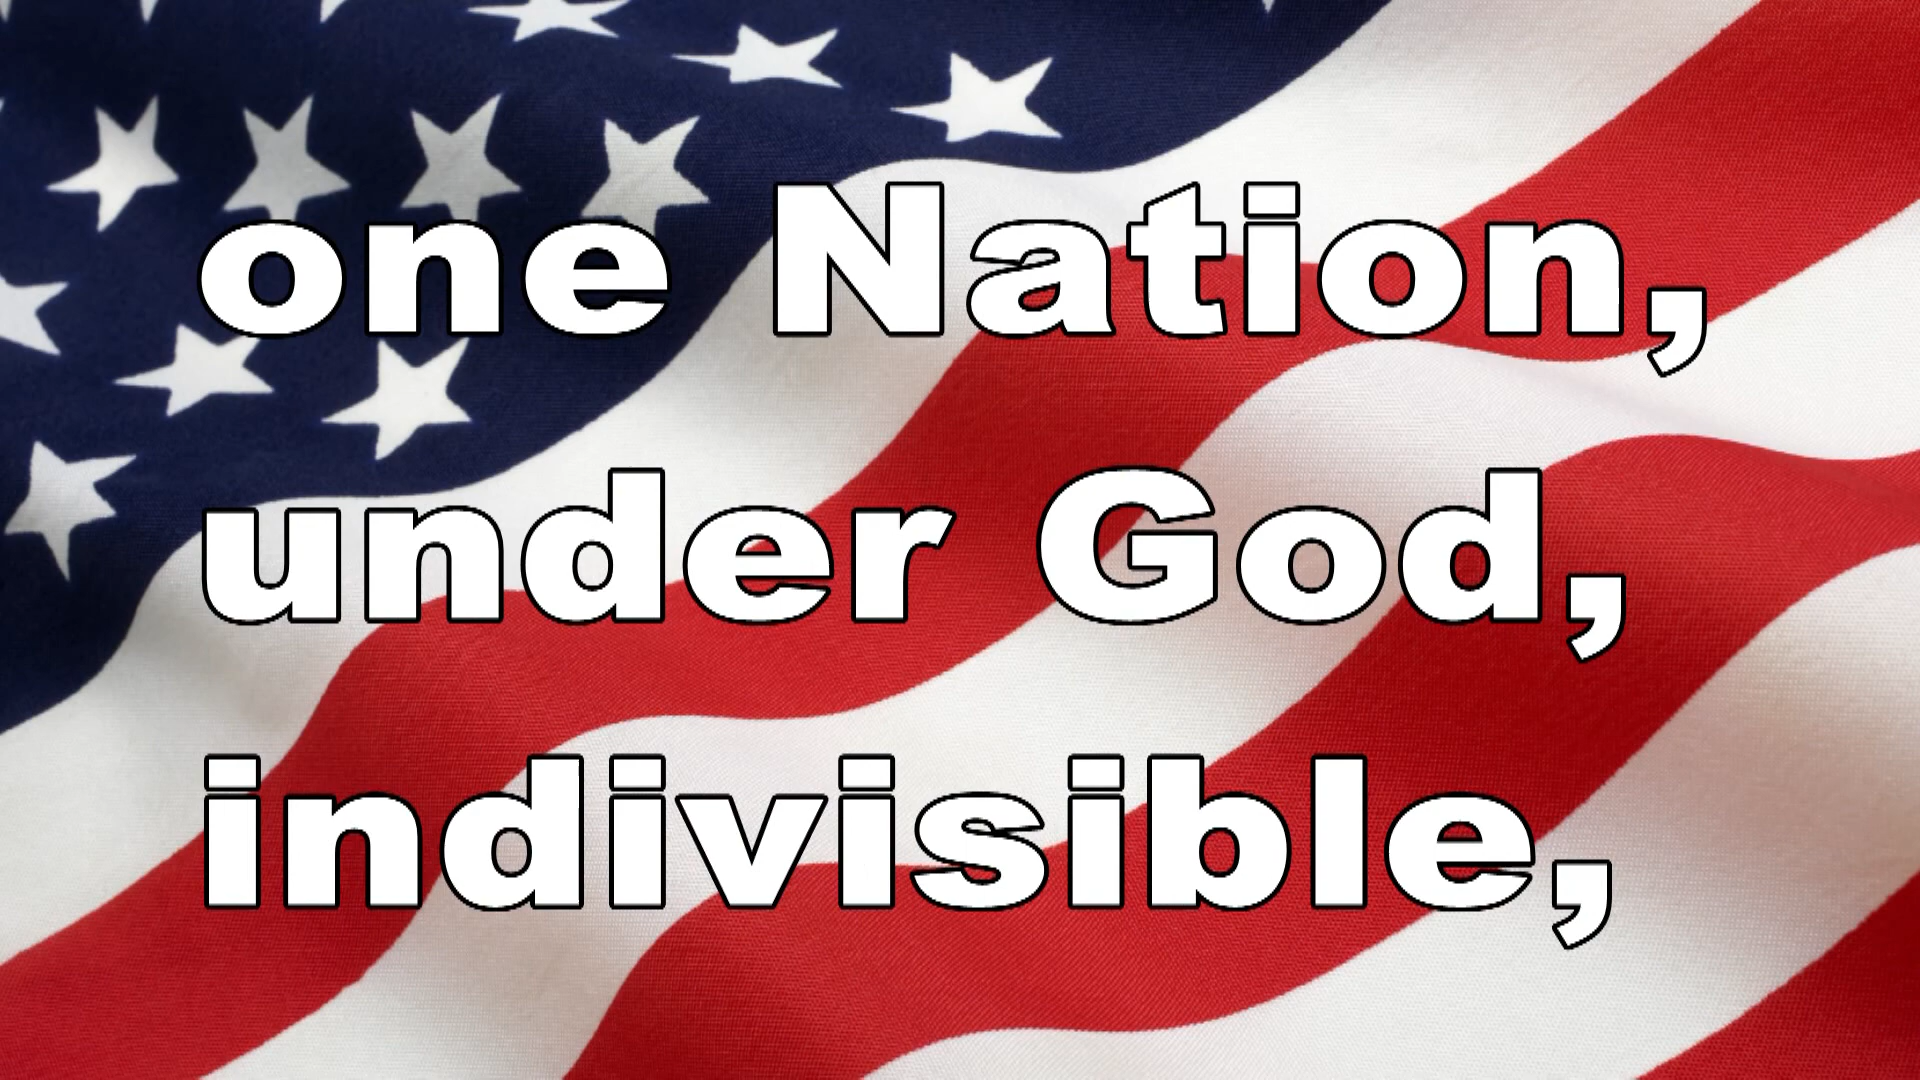 one Nation,
under God,
indivisible,